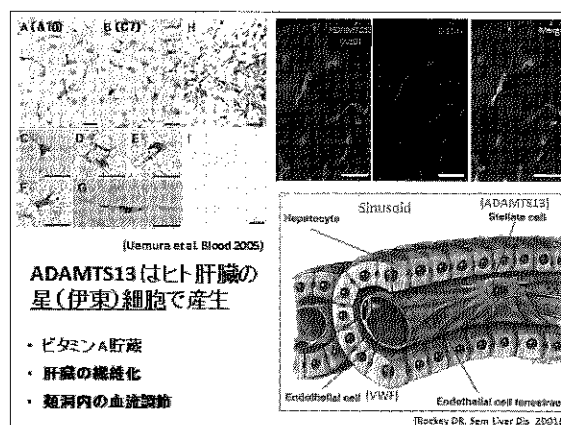 A (A10)
B (C7)
H
C
D
E
I
F
G
(Uemura et al. Blood 2005)
ADAMTS13はヒト肝臓の
星(伊東)細胞で産生
・ ビタミンA貯蔵
・ 肝臓の線維化
・ 類洞内の血流調節
ADAMTS13
Merge
Sinusoid
(ADAMTS13)
Stellate cell
Hepatocyte
Endothelial cell
(VWF)
Endothelial cell fenestrae
(Rockey DR. Sem Liver Dis 2001)